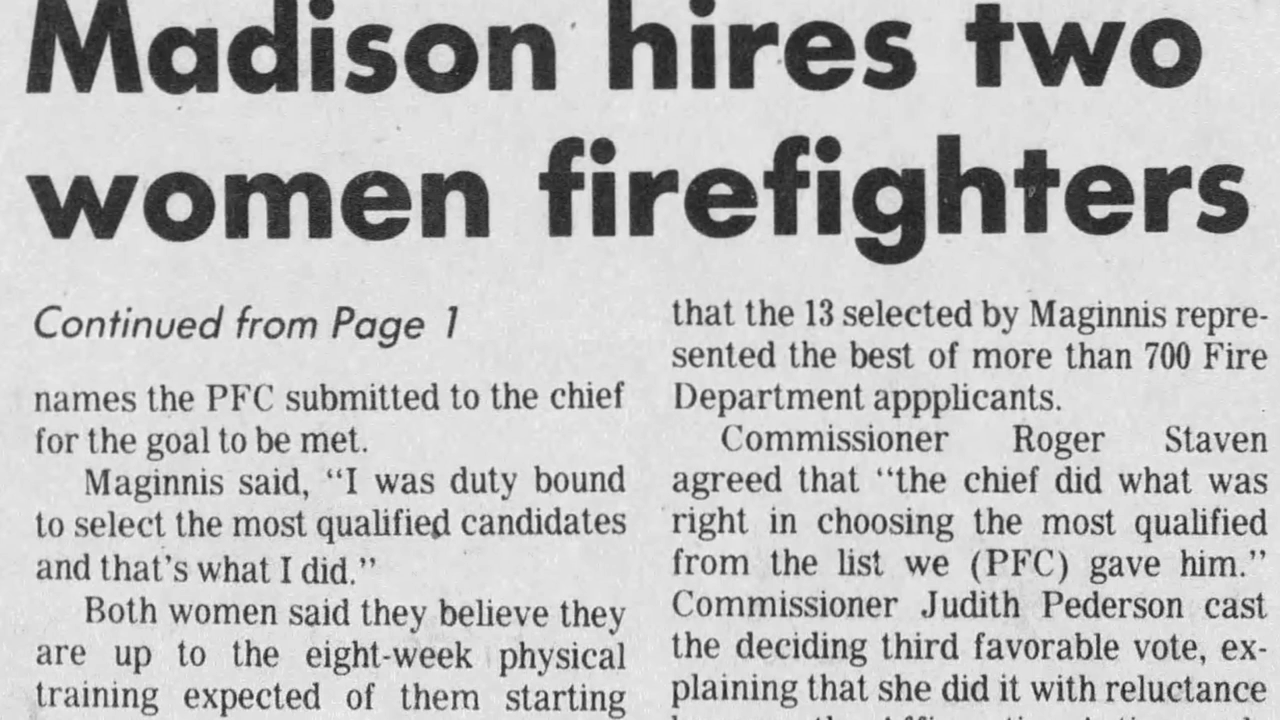 Madison hires two
women firefighters
Continued from Page 1
names the PFC submitted to the chief
for the goal to be met.
Maginnis said, “I was duty bound
to select the most qualified candidates
and that's what I did.”
Both women said they believe they
are up to the eight-week physical
training expected of them starting
that the 13 selected by Maginnis repre-
sented the best of more than 700 Fire
Department appplicants.
Commissioner Roger Staven
agreed that “the chief did what was
right in choosing the most qualified
from the list we (PFC) gave him.”
Commissioner Judith Pederson cast
the deciding third favorable vote, ex-
plaining that she did it with reluctance